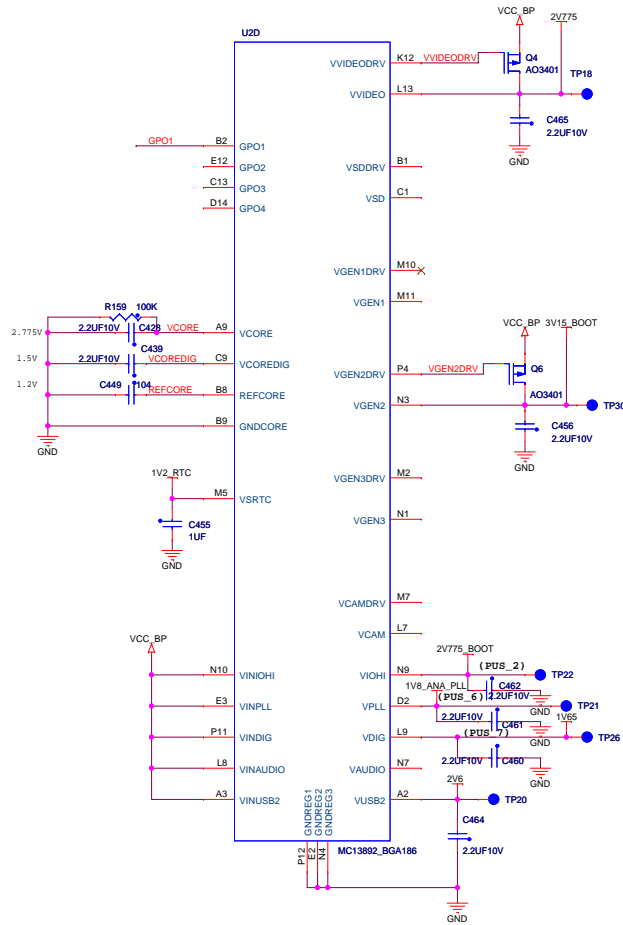 U2D
VCC_BP
2V775
K12
VVIDEODRV
VVIDEODRV
Q4
AO3401
TP18
L13
VVIDEO
C465
2.2UF10V
GND
GPO1
B2
GPO1
E12
GPO2
C13
GPO3
D14
GPO4
B1
VSDDRV
C1
VSD
M10
VGEN1DRV
M11
VGEN1
R159 100K
2.775V
2.2UF10V
C428
VCORE
A9
VCORE
C439
1.5V
2.2UF10V
VCOREDIG
C9
VCOREDIG
1.2V
C449
104
REFCORE
B8
REFCORE
B9
GNDCORE
GND
VCC_BP
3V15_BOOT
P4
VGEN2DRV
VGEN2DRV
Q6
AO3401
N3
VGEN2
TP30
C456
2.2UF10V
GND
1V2_RTC
M5
VSRTC
C455
1UF
GND
M2
VGEN3DRV
N1
VGEN3
M7
VCAMDRV
L7
VCAM
VCC_BP
2V775_BOOT
N10
VINIOHI
N9
VIOHI
(PUS_2)
TP22
1V8_ANA_PLL
C462
2.2UF10V
GND
E3
VINPLL
D2
VPLL
(PUS_6)
TP21
2.2UF10V
C461
1V65
GND
P11
VINDIG
L9
VDIG
(PUS_7)
TP26
2.2UF10V
C460
GND
L8
VINAUDIO
N7
VAUDIO
2V6
A3
VINUSB2
A2
VUSB2
TP20
GNDREG1
GNDREG2
GNDREG3
P12
E2
N4
MC13892_BGA186
C464
2.2UF10V
GND